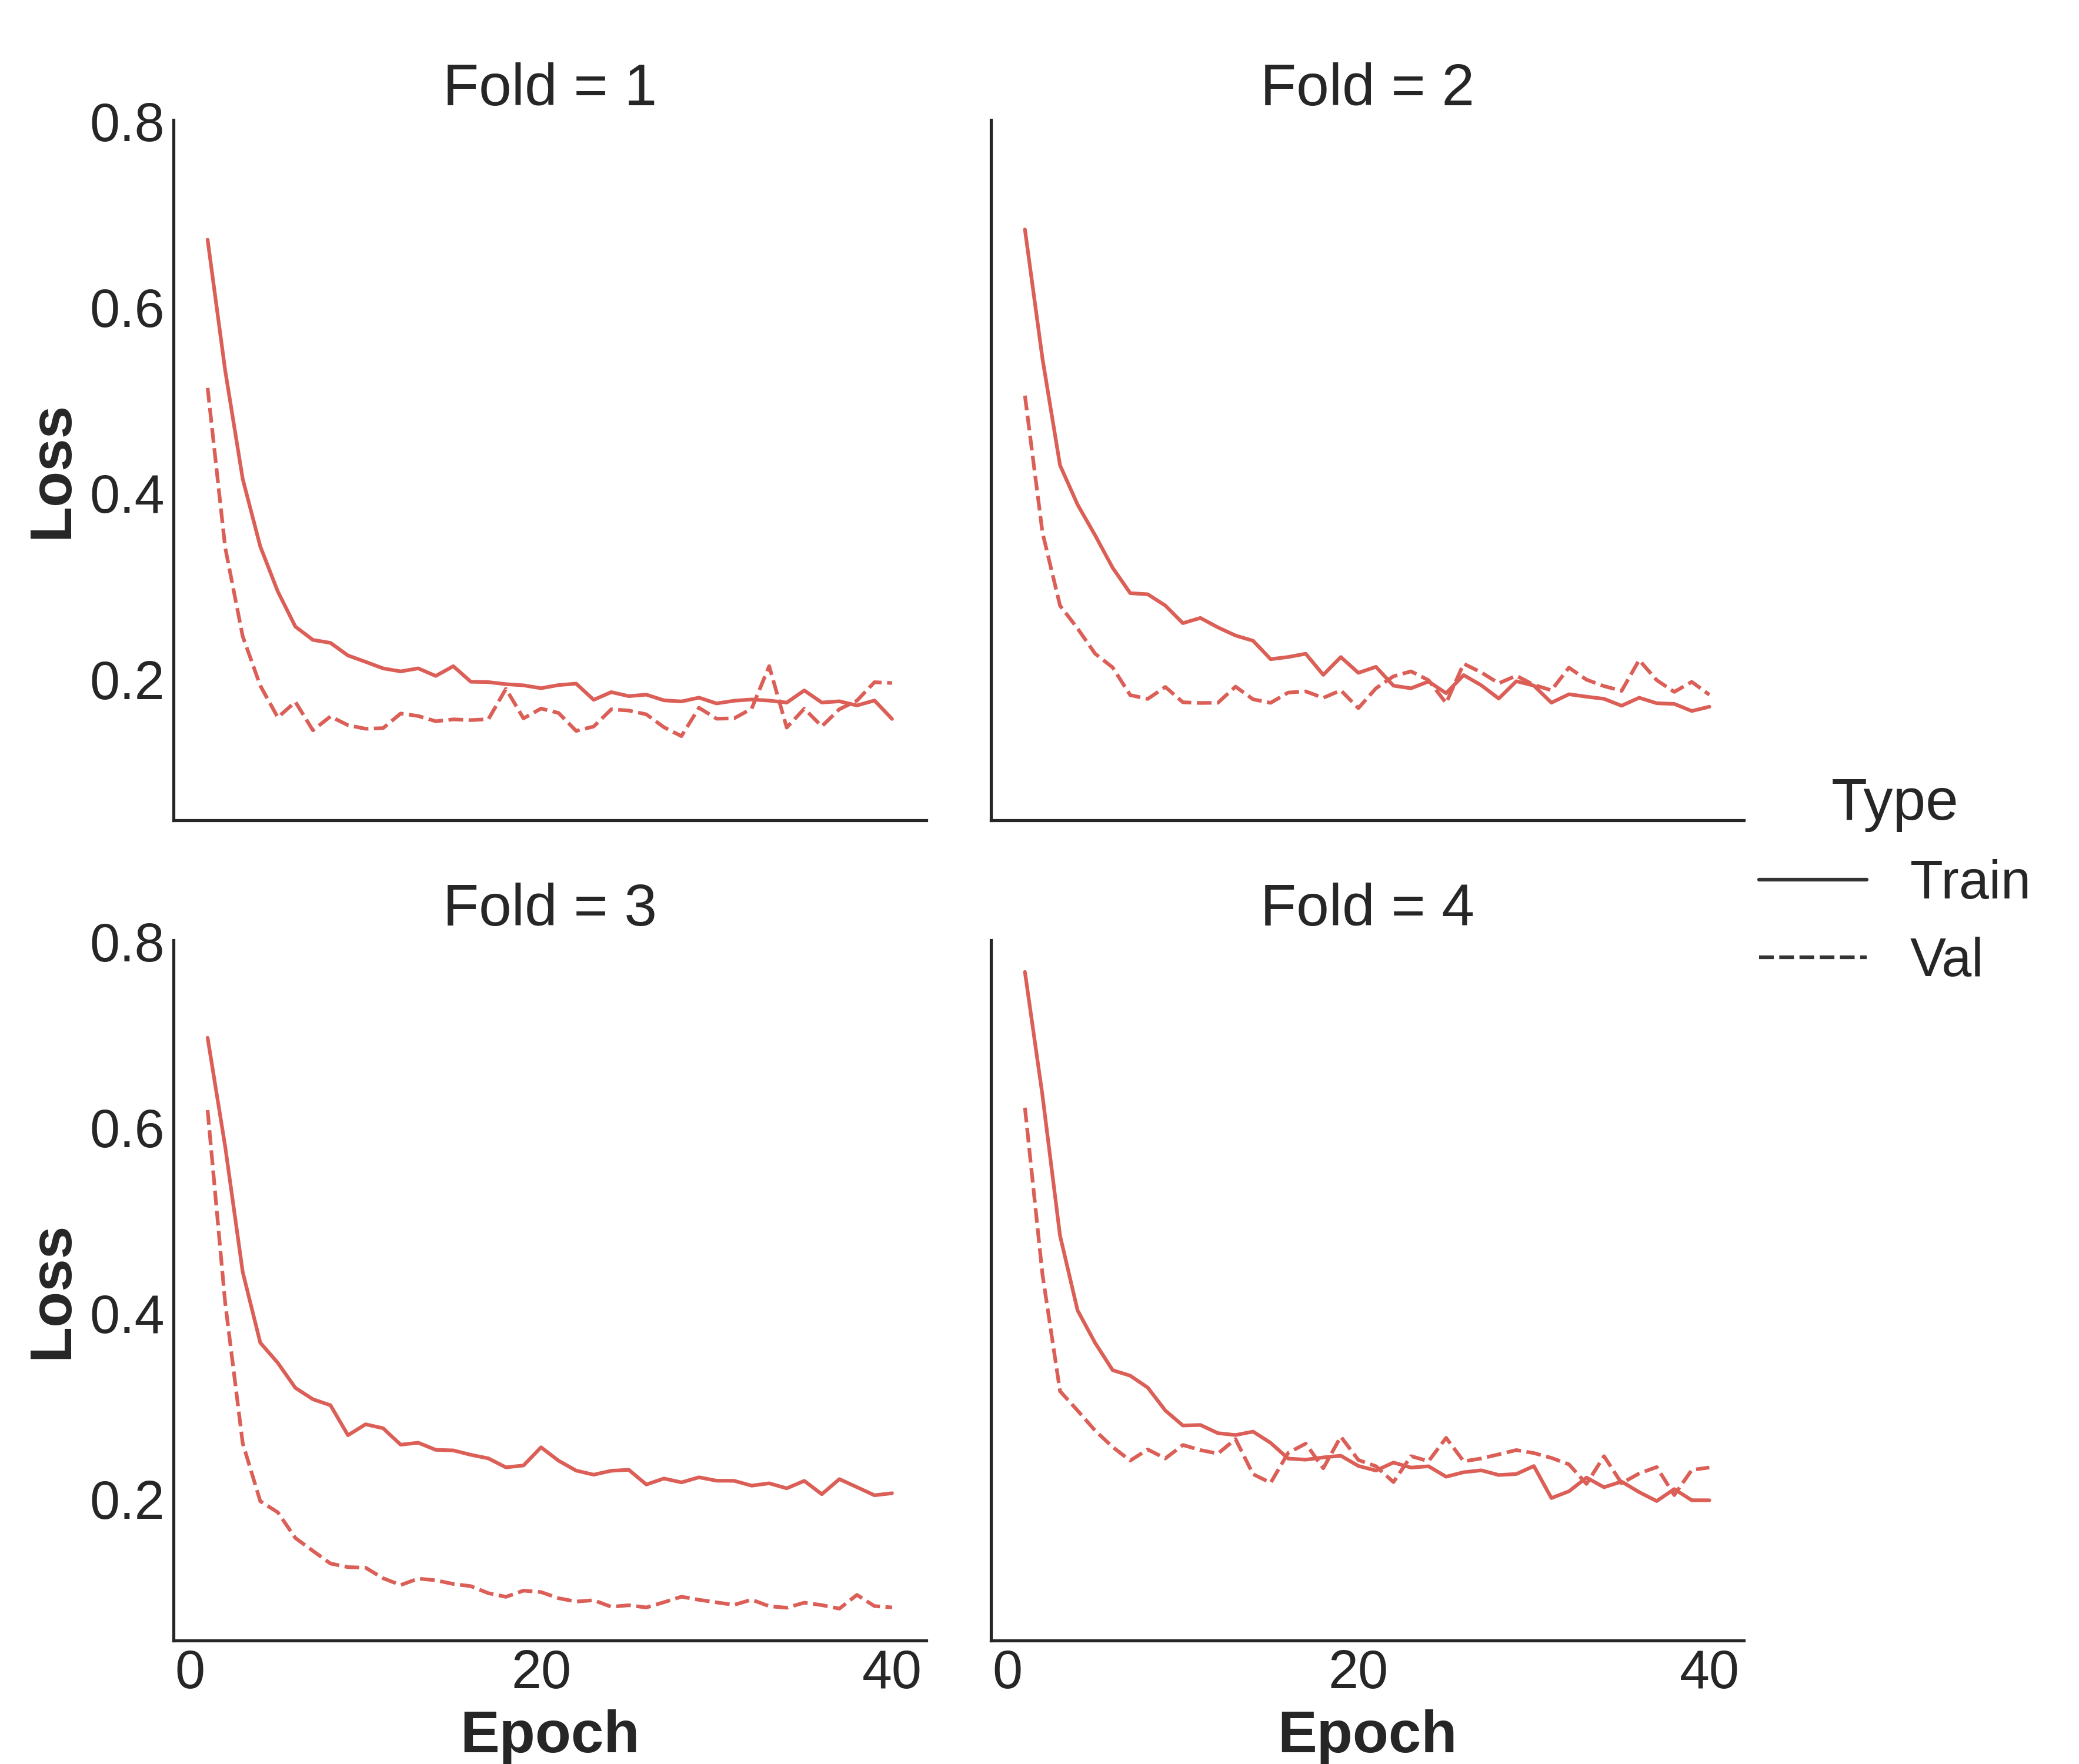 Fold = 1
Fold = 2
0.8
0.6
0.4
0.2
Loss
Type
Train
Val
Fold = 3
Fold = 4
0.8
0.6
0.4
0.2
Loss
0 20 40
0 20 40
Epoch
Epoch